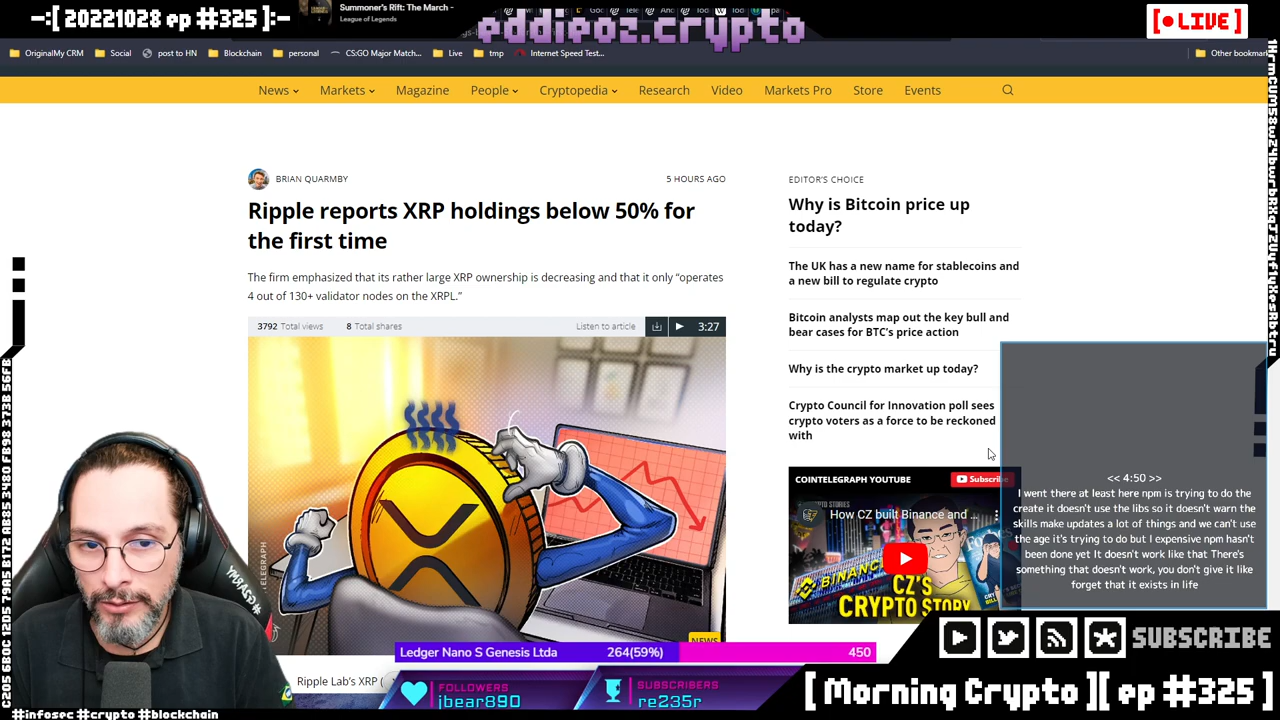 -:[ 20221028 ep #325 ]:-
Summoner's Rift: The March -
League of Legends
eddieoz.crypto
[ ● LIVE ]
OriginalMy CRM
Social
post to HN
Blockchain
personal
CS:GO Major Match...
Live
tmp
Internet Speed Test...
Other bookmar
News
Markets
Magazine
People
Cryptopedia
Research
Video
Markets Pro
Store
Events
BRIAN QUARMBY
5 HOURS AGO
Ripple reports XRP holdings below 50% for
the first time
The firm emphasized that its rather large XRP ownership is decreasing and that it only “operates
4 out of 130+ validator nodes on the XRPL.”
3792 Total views
8 Total shares
Listen to article
3:27
NEWS
Ripple Lab’s XRP (
EDITOR’S CHOICE
Why is Bitcoin price up
today?
The UK has a new name for stablecoins and
a new bill to regulate crypto
Bitcoin analysts map out the key bull and
bear cases for BTC’s price action
Why is the crypto market up today?
Crypto Council for Innovation poll sees
crypto voters as a force to be reckoned
with
COINTELEGRAPH YOUTUBE
Subscribe
How CZ built Binance and ...
BINANCE
CZ'S
CRYPTO STORY
<< 4:50 >>
I went there at least here npm is trying to do the
create it doesn't use the libs so it doesn't warn the
skills make updates a lot of things and we can't use
the age it's trying to do but I expensive npm hasn't
been done yet It doesn't work like that There's
something that doesn't work, you don't give it like
forget that it exists in life
Ledger Nano S Genesis Ltda
264(59%)
450
FOLLOWERS
jbear890
SUBSCRIBERS
re235r
SUBSCRIBE
[ Morning Crypto ][ ep #325 ]
#infosec #crypto #blockchain